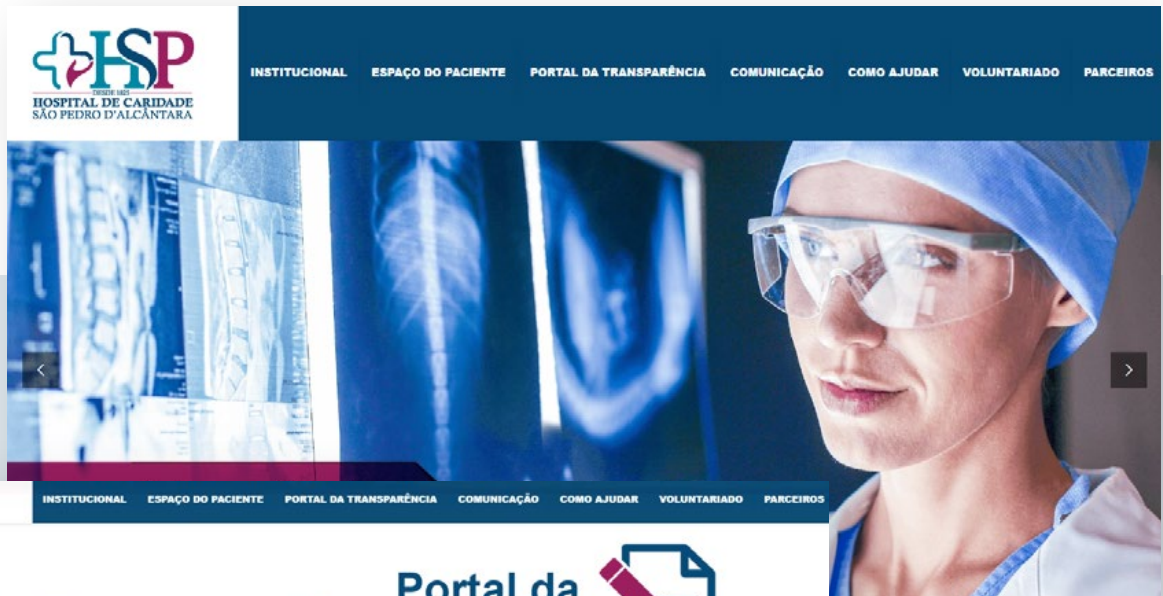 HSP
DESDE 1825
HOSPITAL DE CARIDADE
SÃO PEDRO D'ALCÂNTARA
INSTITUCIONAL ESPAÇO DO PACIENTE PORTAL DA TRANSPARÊNCIA COMUNICAÇÃO COMO AJUDAR VOLUNTARIADO PARCEIROS
INSTITUCIONAL ESPAÇO DO PACIENTE PORTAL DA TRANSPARÊNCIA COMUNICAÇÃO COMO AJUDAR VOLUNTARIADO PARCEIROS
Portal da